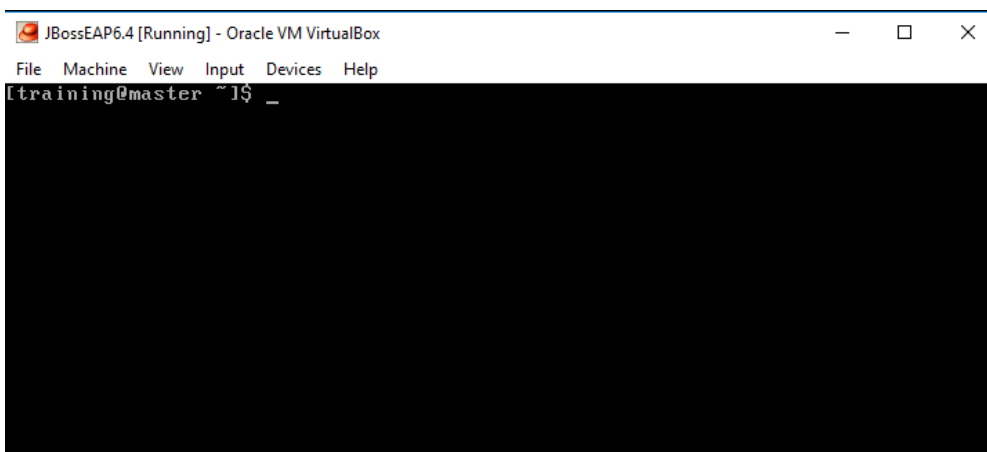 JBossEAP6.4 [Running] - Oracle VM VirtualBox
File Machine View Input Devices Help
[training@master ~]$ _